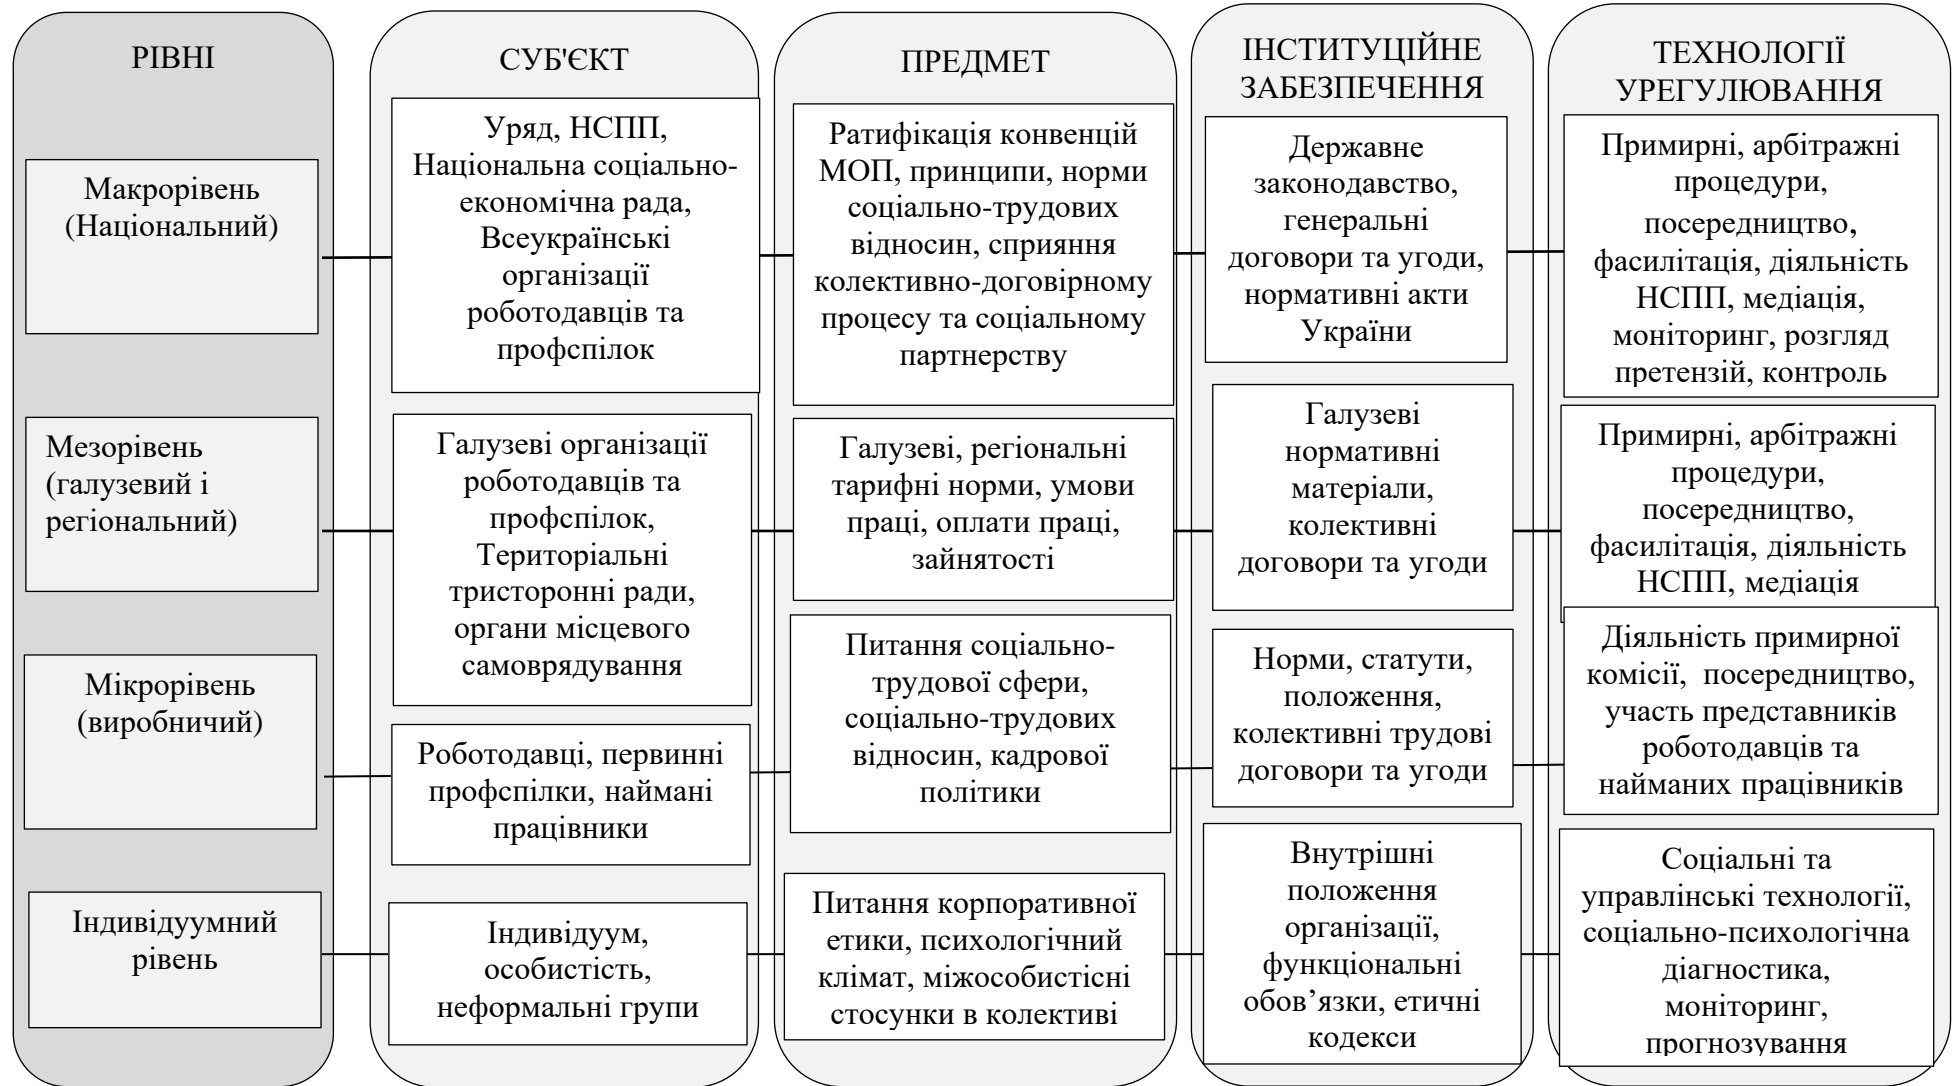 РІВНІ
Макрорівень
(Національний)
Мезорівень
(галузевий і
регіональний)
Мікрорівень
(виробничий)
Індивідуумний
рівень
СУБ'ЄКТ
Уряд, НСПП,
Національна соціально-
економічна рада,
Всеукраїнські
організації
роботодавців та
профспілок
Галузеві організації
роботодавців та
профспілок,
Територіальні
тристоронні ради,
органи місцевого
самоврядування
Роботодавці, первинні
профспілки, наймані
працівники
Індивідуум,
особистість,
неформальні групи
ПРЕДМЕТ
Ратифікація конвенцій
МОП, принципи, норми
соціально-трудових
відносин, сприяння
колективно-договірному
процесу та соціальному
партнерству
Галузеві, регіональні
тарифні норми, умови
праці, оплати праці,
зайнятості
Питання соціально-
трудової сфери,
соціально-трудових
відносин, кадрової
політики
Питання корпоративної
етики, психологічний
клімат, міжособистісні
стосунки в колективі
ІНСТИТУЦІЙНЕ
ЗАБЕЗПЕЧЕННЯ
Державне
законодавство,
генеральні
договори та угоди,
нормативні акти
України
Галузеві
нормативні
матеріали,
колективні
договори та угоди
Норми, статути,
положення,
колективні трудові
договори та угоди
Внутрішні
положення
організації,
функціональні
обов’язки, етичні
кодекси
ТЕХНОЛОГІЇ
УРЕГУЛЮВАННЯ
Примирні, арбітражні
процедури,
посередництво,
фасилітація, діяльність
НСПП, медіація,
моніторинг, розгляд
претензій, контроль
Примирні, арбітражні
процедури,
посередництво,
фасилітація, діяльність
НСПП, медіація
Діяльність примирної
комісії, посередництво,
участь представників
роботодавців та
найманих працівників
Соціальні та
управлінські технології,
соціально-психологічна
діагностика,
моніторинг,
прогнозування